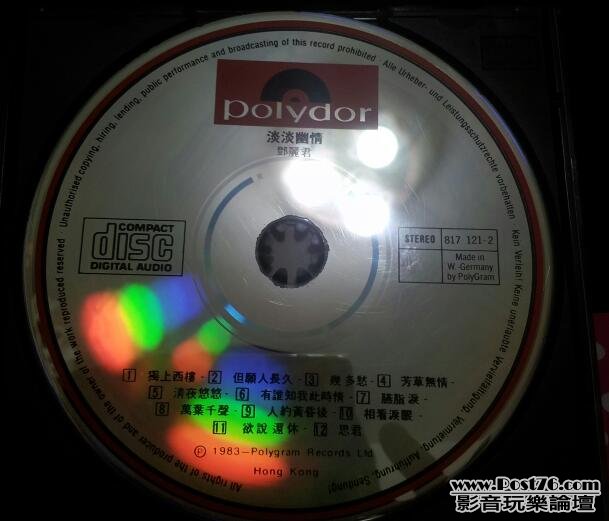 Unauthorised copying, hiring, lending, public performance and broadcasting of this record prohibited · Alle Urheber- und Leistungsschutzrechte vorbehalten · Kein Verleih! Keine unerlaubte Vervielfältigung, Vermietung, Aufführung, Sendung!
All rights of the producer and of the owner of the work reproduced reserved
polydor
淡淡幽情
鄧麗君
COMPACT
disc
DIGITAL AUDIO
STEREO 817 121-2
Made in
W.-Germany
by PolyGram
1 獨上西樓 · 2 但願人長久 · 3 幾多愁 · 4 芳草無情 ·
5 清夜悠悠 · 6 有誰知我此時情 · 7 胭脂淚 ·
8 萬葉千聲 · 9 人約黃昏後 · 10 相看淚眼 ·
11 欲說還休 · 12 思君
Ⓟ 1983–Polygram Records Ltd.
Hong Kong
www.Post76.com
影音玩樂論壇